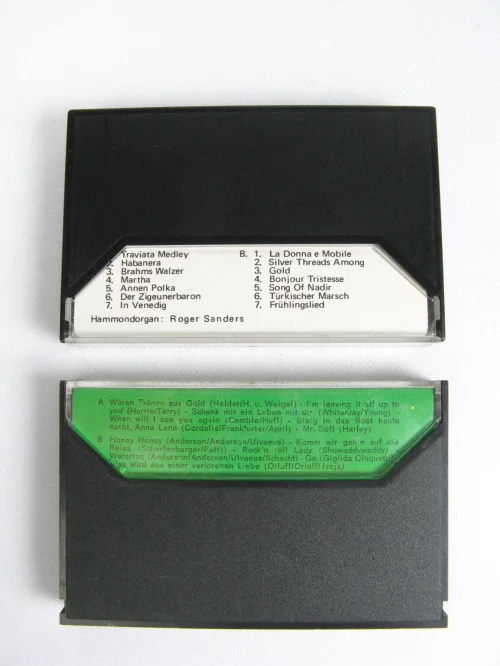 Traviata Medley
2. Habanera
3. Brahms Walzer
4. Martha
5. Annen Polka
6. Der Zigeunerbaron
7. In Venedig
B. 1. La Donna e Mobile
2. Silver Threads Among
3. Gold
4. Bonjour Tristesse
5. Song Of Nadir
6. Türkischer Marsch
7. Frühlingslied
Hammondorgan: Roger Sanders
A Waren Tränen aus Gold (Heider/H. u. Weigel) - I'm leaving it all up to
you (Harris/Terry) - Schenk mir ein Leben mit dir (White/Jay/Young) -
When will I see you again (Gamble/Huff) - Steig in das Boot heute
nacht, Anna Lena (Cordalis/Frankfurter/April) - Mr. Soft (Harley)
B Honey Honey (Anderson/Anderson/Ulvaeus) - Komm wir geh'n auf die
Reise (Scharfenberger/Feltz) - Rock'n roll Lady (Showaddywaddy)
Waterloo (Anderson/Anderson/Ulvaeus/Schacht) - Go (Gigliola Cinquetti)
was wird aus einer verlorenen Liebe (Orloff/Orloff/Troja)